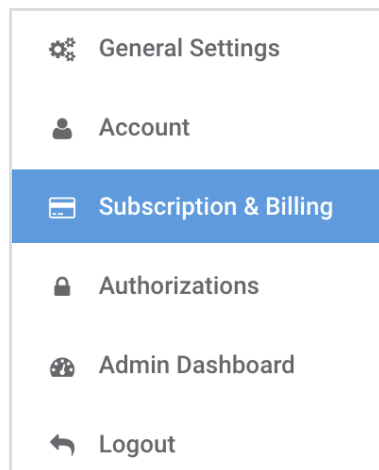 General Settings
Account
Subscription & Billing
Authorizations
Admin Dashboard
Logout